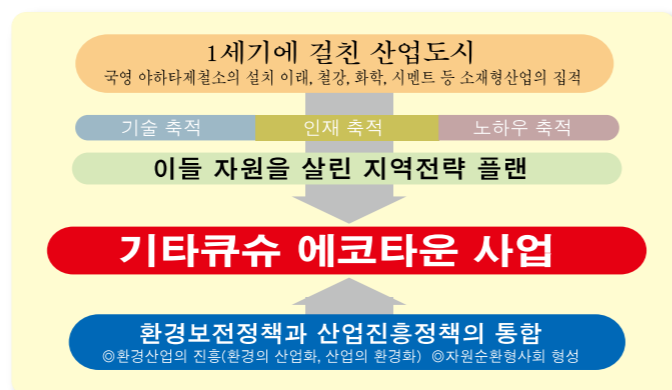 1세기에 걸친 산업도시
국영 야하타제철소의 설치 이래, 철강, 화학, 시멘트 등 소재형산업의 집적
기술 축적 인재 축적 노하우 축적
이들 자원을 살린 지역전략 플랜
기타큐슈 에코타운 사업
환경보전정책과 산업진흥정책의 통합
◎환경산업의 진흥(환경의 산업화, 산업의 환경화) ◎자원순환형사회 형성